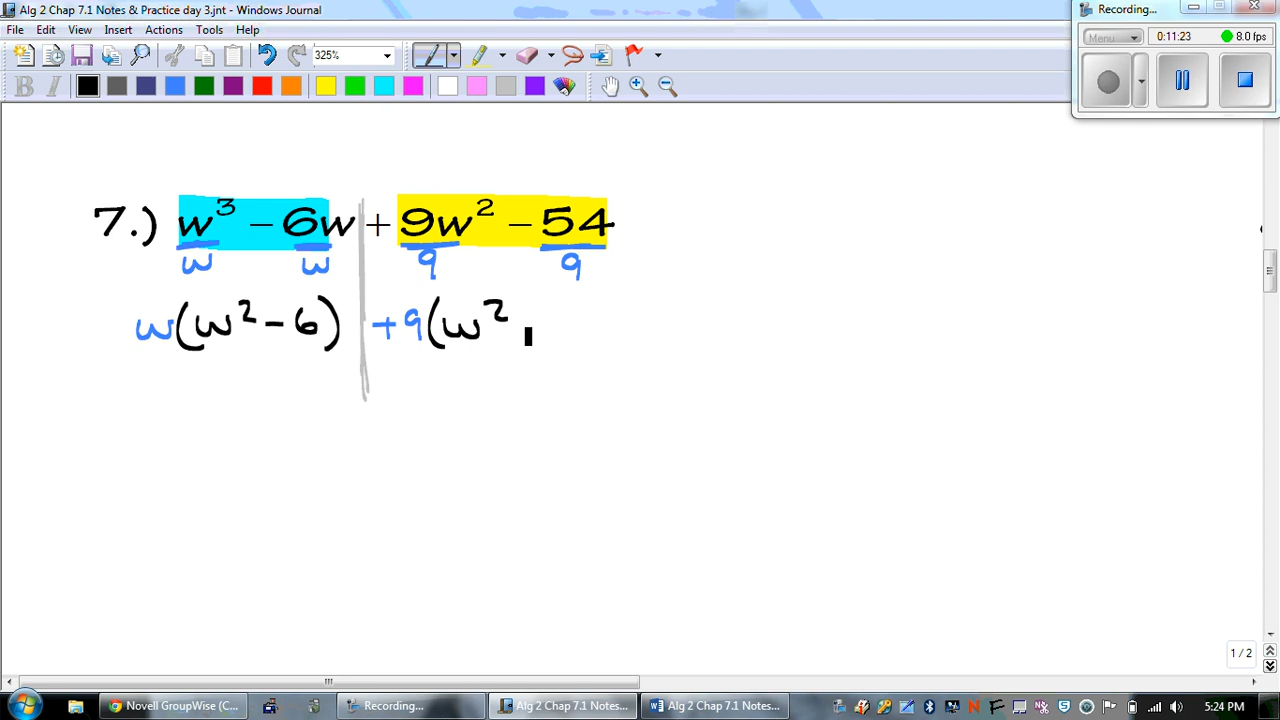 Alg 2 Chap 7.1 Notes & Practice day 3.jnt - Windows Journal
Recording...
File Edit View Insert Actions Tools Help
Menu 0:11:23 8.0 fps
325%
B I
7.) w³ − 6w + 9w² − 54
w w 9 9
w(w² − 6) + 9(w²
1 / 2
Novell GroupWise (C... Recording... Alg 2 Chap 7.1 Notes... Alg 2 Chap 7.1 Notes... 5:24 PM